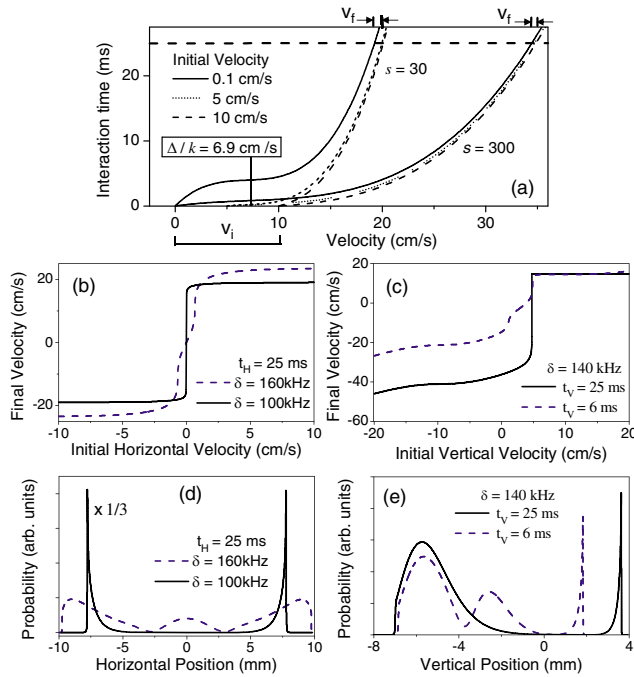 v_f v_f
Interaction time (ms)
20
10
0
Initial Velocity
0.1 cm/s
5 cm/s
10 cm/s
Δ / k = 6.9 cm /s
s = 30
s = 300
(a)
0 10 20 30
v_i
Velocity (cm/s)
(b)
Final Velocity (cm/s)
20
0
-20
t_H = 25 ms
δ = 160kHz
δ = 100kHz
-10 -5 0 5 10
Initial Horizontal Velocity (cm/s)
(c)
Final Velocity (cm/s)
20
0
-20
-40
-60
δ = 140 kHz
t_V = 25 ms
t_V = 6 ms
-20 -10 0 10 20
Initial Vertical Velocity (cm/s)
(d)
Probability (arb. units)
x 1/3
t_H = 25 ms
δ = 160kHz
δ = 100kHz
-10 -5 0 5 10
Horizontal Position (mm)
(e)
Probability (arb. units)
δ = 140 kHz
t_V = 25 ms
t_V = 6 ms
-8 -4 0 4
Vertical Position (mm)